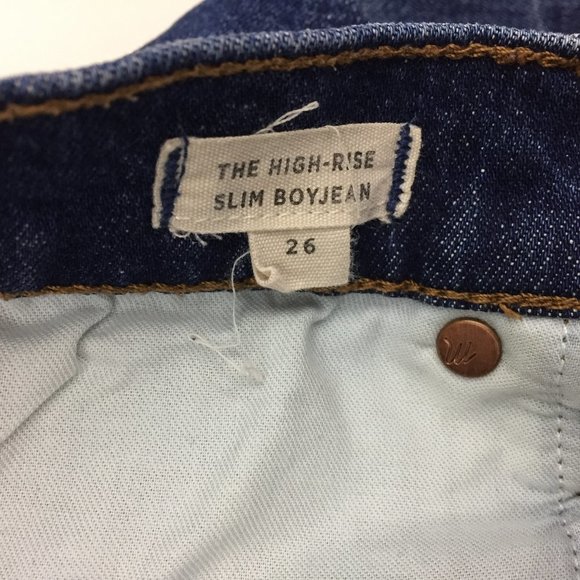 THE HIGH-RISE
SLIM BOYJEAN
26